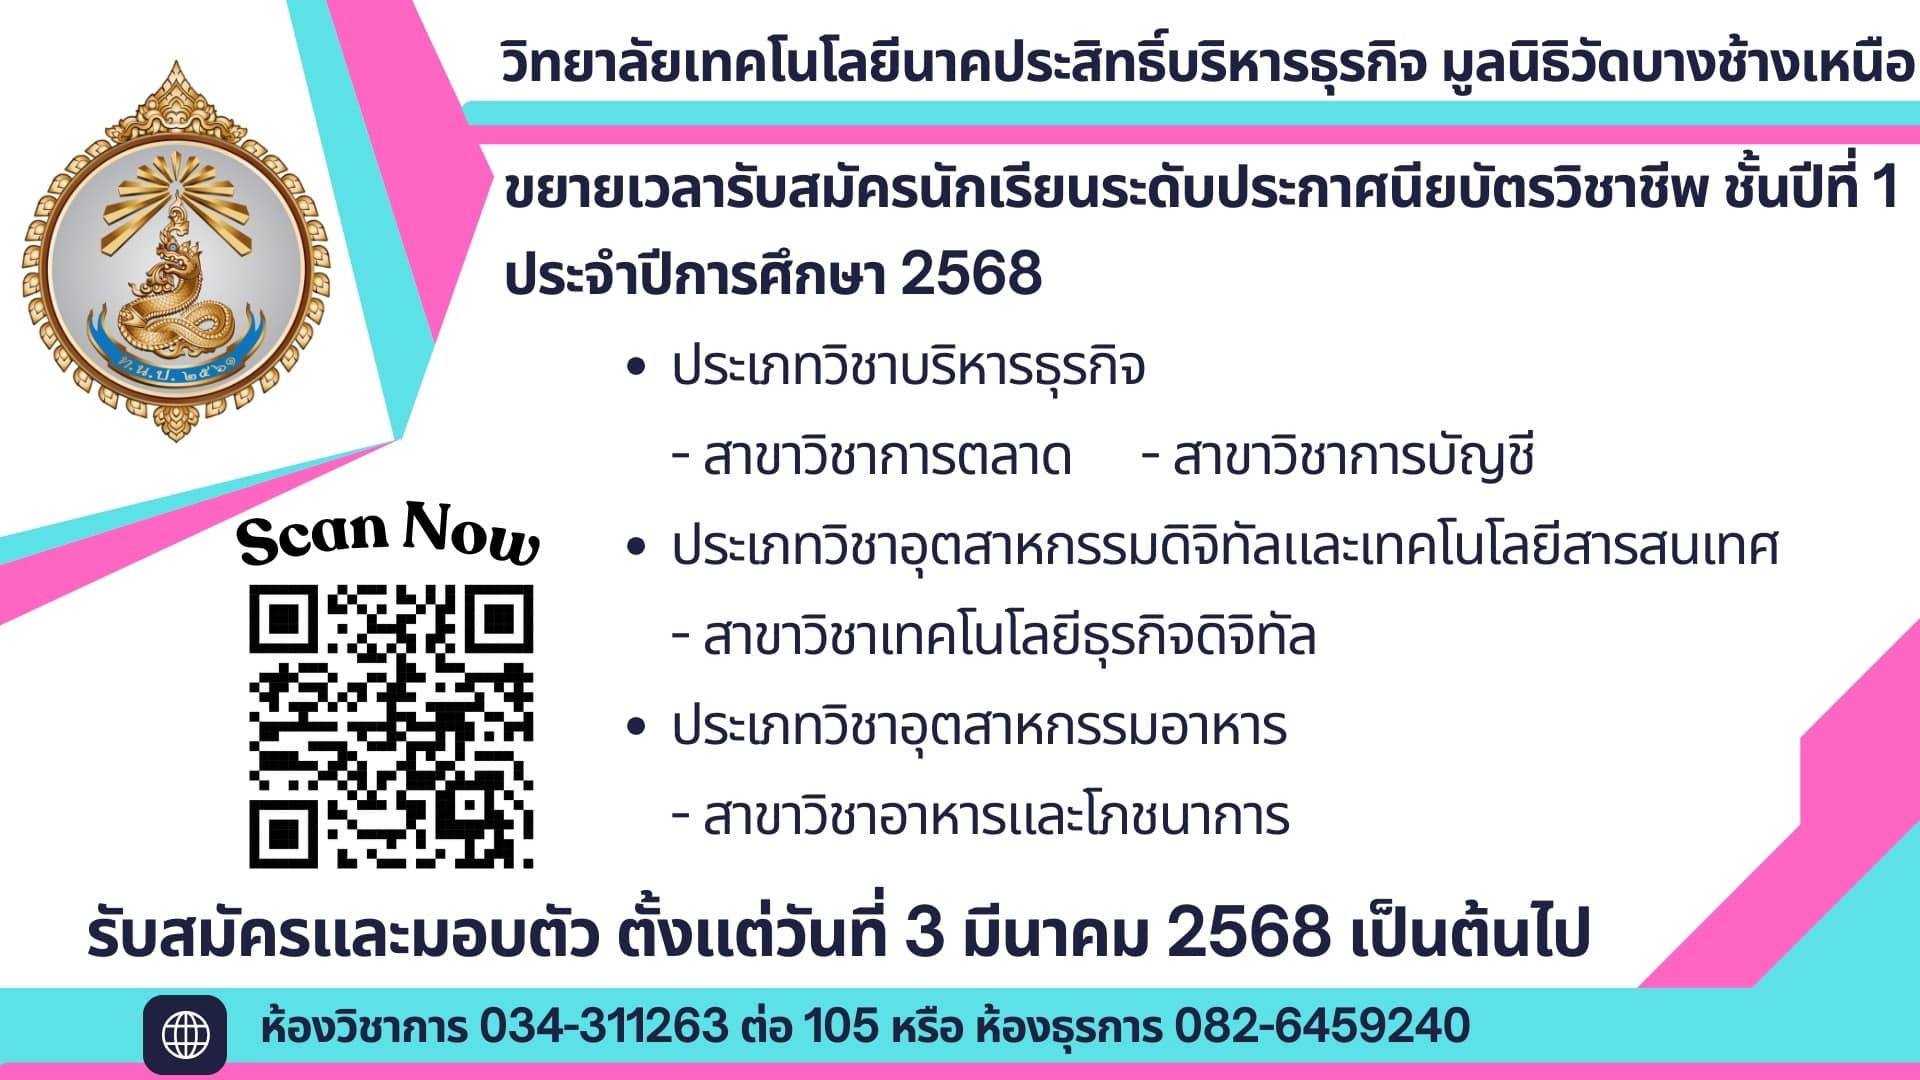 วิทยาลัยเทคโนโลยีนาคประสิทธิ์บริหารธุรกิจ มูลนิธิวัดบางช้างเหนือ
ขยายเวลารับสมัครนักเรียนระดับประกาศนียบัตรวิชาชีพ ชั้นปีที่ 1
ประจำปีการศึกษา 2568
• ประเภทวิชาบริหารธุรกิจ
- สาขาวิชาการตลาด - สาขาวิชาการบัญชี
• ประเภทวิชาอุตสาหกรรมดิจิทัลและเทคโนโลยีสารสนเทศ
- สาขาวิชาเทคโนโลยีธุรกิจดิจิทัล
• ประเภทวิชาอุตสาหกรรมอาหาร
- สาขาวิชาอาหารและโภชนาการ
ท.น.ป. ๒๕๖๑
Scan Now
รับสมัครและมอบตัว ตั้งแต่วันที่ 3 มีนาคม 2568 เป็นต้นไป
ห้องวิชาการ 034-311263 ต่อ 105 หรือ ห้องธุรการ 082-6459240